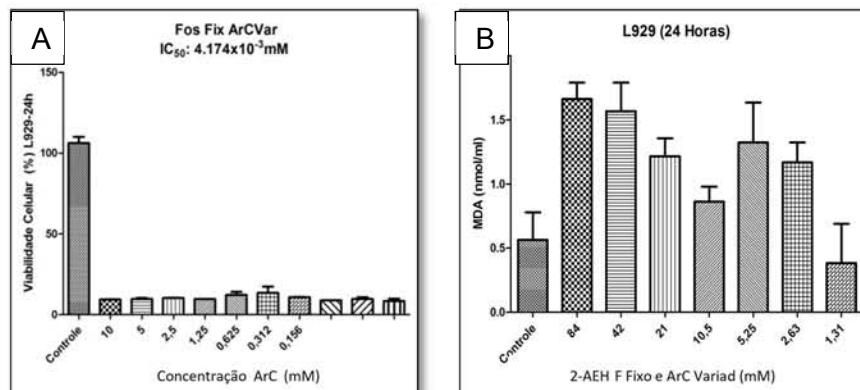 A
Fos Fix ArCVar
IC50: 4.174x10-3mM
Viabilidade Celular (%) L929-24h
150
100
50
0
Controle
10
5
2,5
1,25
0,625
0,312
0,156
Concentração ArC (mM)
B
L929 (24 Horas)
MDA (nmol/ml)
1.5
1.0
0.5
0.0
Controle
84
42
21
10,5
5,25
2,63
1,31
2-AEH F Fixo e ArC Variad (mM)